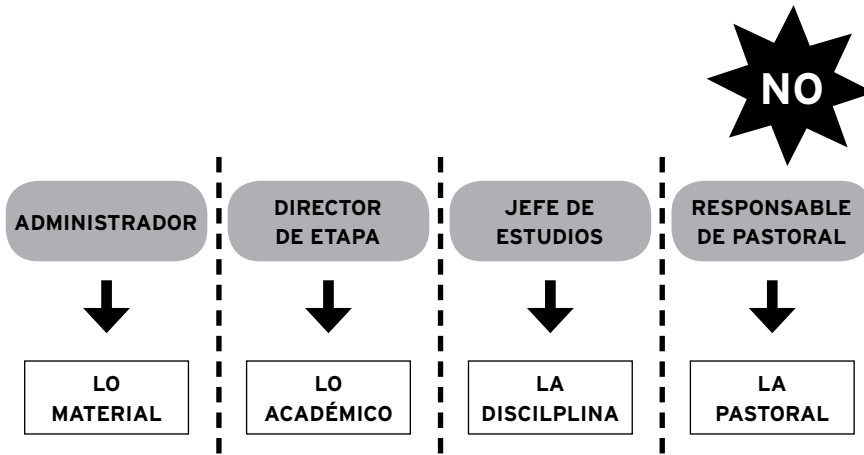 NO
ADMINISTRADOR
DIRECTOR
DE ETAPA
JEFE DE
ESTUDIOS
RESPONSABLE
DE PASTORAL
LO
MATERIAL
LO
ACADÉMICO
LA
DISCILPLINA
LA
PASTORAL